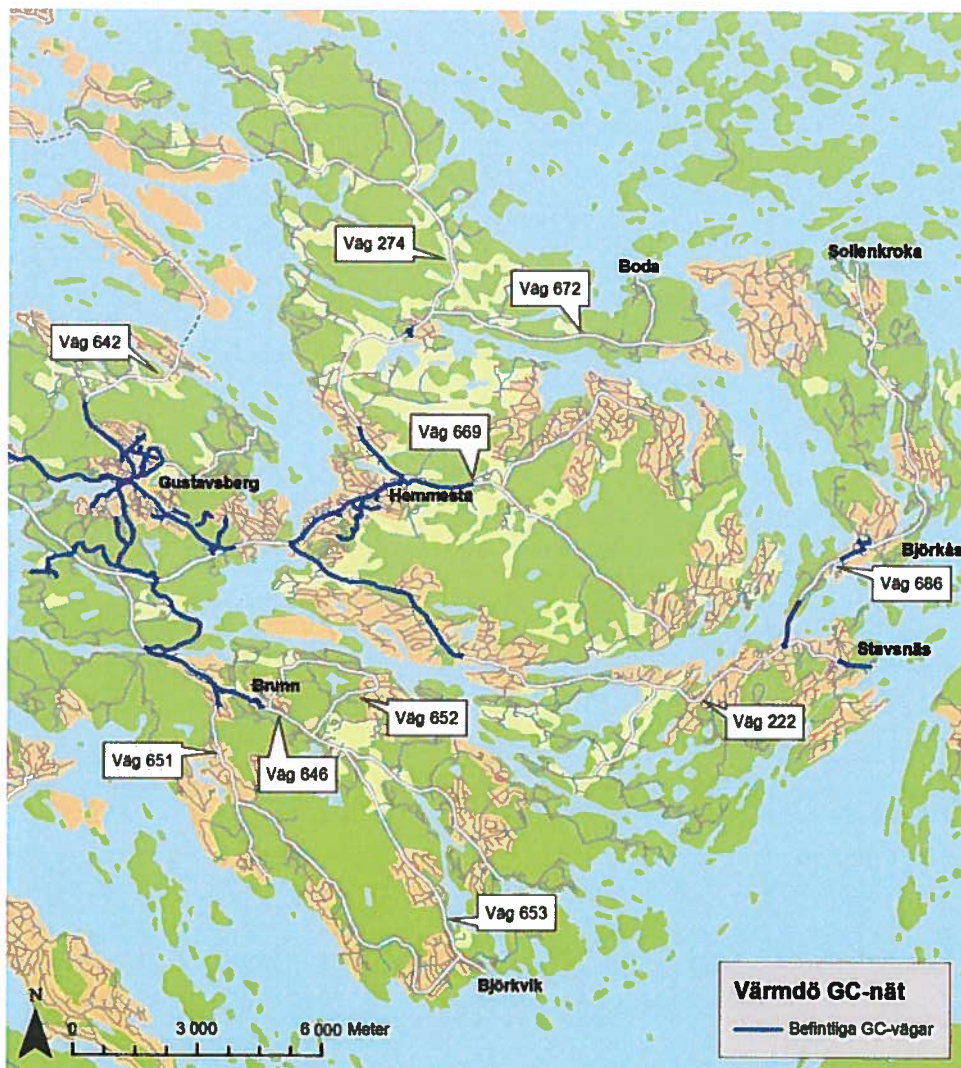 Väg 274
Boda
Sollenkroka
Väg 672
Väg 642
Väg 669
Gustavsberg
Hemmesta
Björkås
Väg 686
Stavsnäs
Brunn
Väg 652
Väg 222
Väg 651
Väg 646
Väg 653
Björkvik
Värmdö GC-nät
Befintliga GC-vägar
N
0 3 000 6 000 Meter